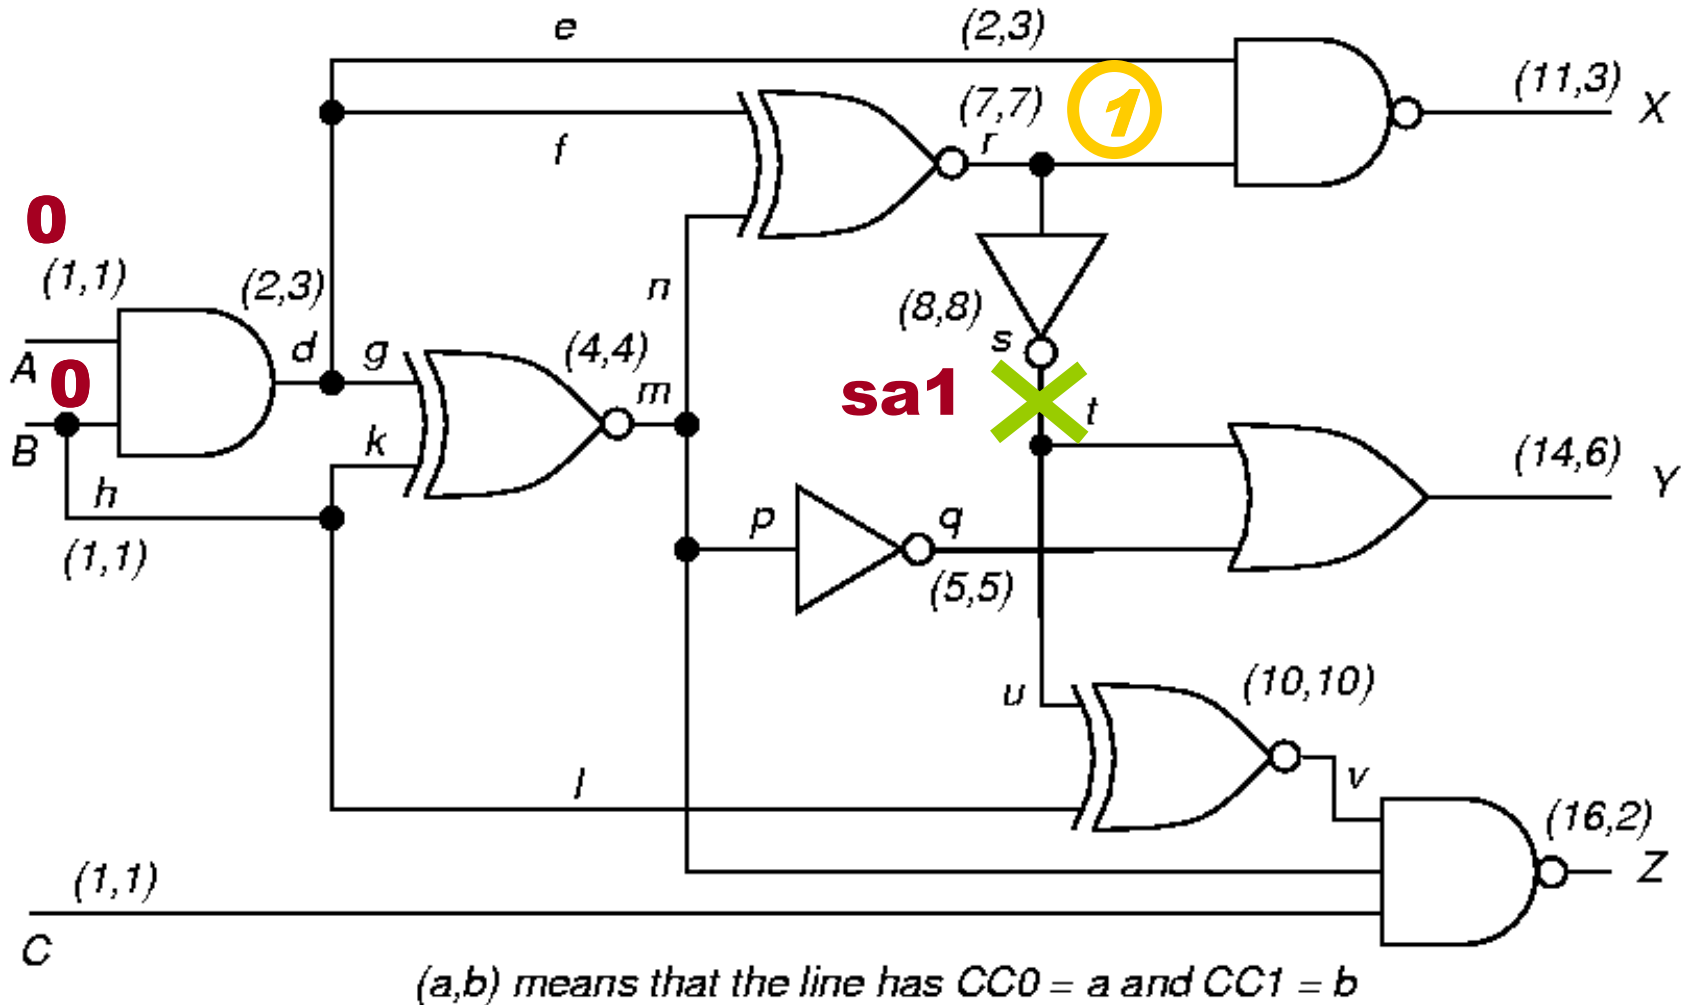 e
(2,3)
(11,3)
X
(7,7)
1
f
r
0
(1,1)
(2,3)
n
(8,8)
s
A
0
d
g
(4,4)
m
sa1
t
B
k
(14,6)
Y
h
p
q
(1,1)
(5,5)
u
(10,10)
l
v
(16,2)
Z
(1,1)
C
(a,b) means that the line has CC0 = a and CC1 = b